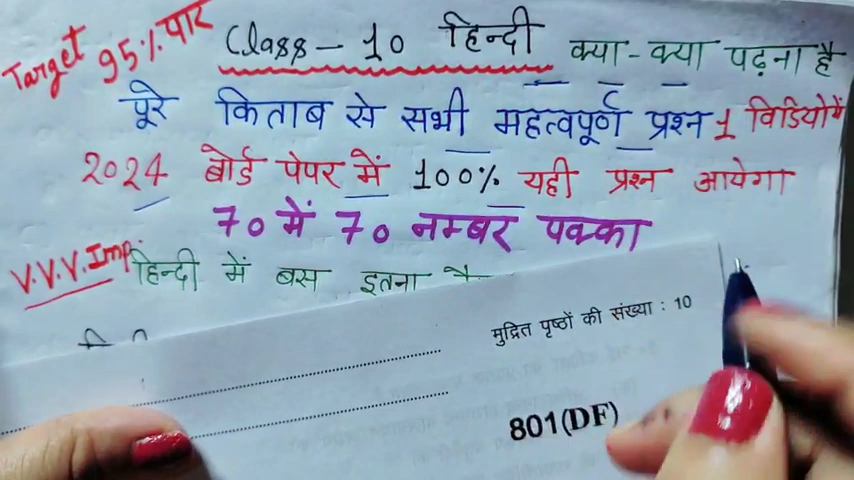 Target 95% पार
Class - 10 हिन्दी क्या-क्या पढ़ना है
पूरे किताब से सभी महत्वपूर्ण प्रश्न 1 विडियो में
2024 बोर्ड पेपर में 100% यही प्रश्न आयेगा
70 में 70 नम्बर पक्का
V.V.V.Imp.
हिन्दी में बस इतना
मुद्रित पृष्ठों की संख्या : 10
801(DF)